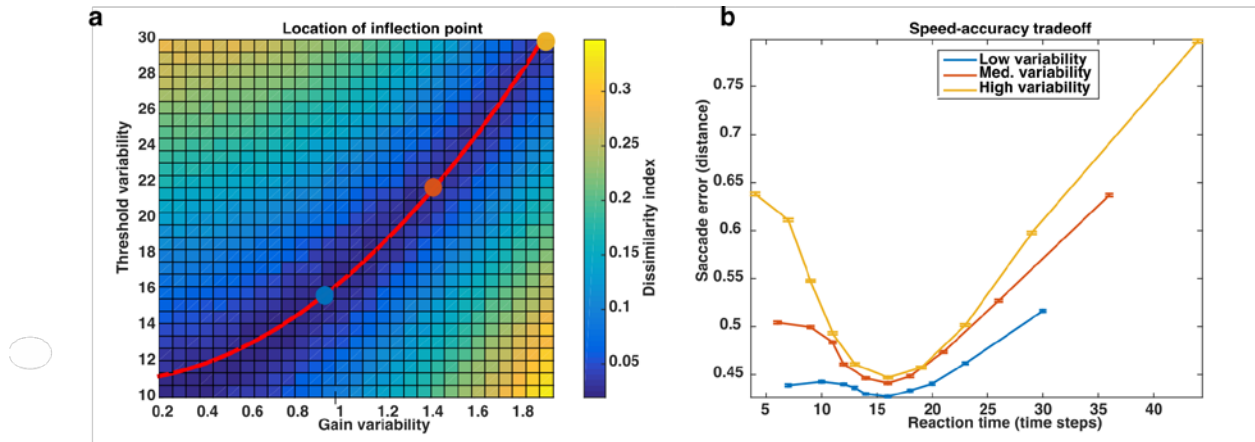 a
Location of inflection point
30
28
26
24
22
20
18
16
14
12
10
Threshold variability
0.2 0.4 0.6 0.8 1 1.2 1.4 1.6 1.8
Gain variability
0.3
0.25
0.2
0.15
0.1
0.05
Dissimilarity index
b
Speed-accuracy tradeoff
Low variability
Med. variability
High variability
0.75
0.7
0.65
0.6
0.55
0.5
0.45
Saccade error (distance)
5 10 15 20 25 30 35 40
Reaction time (time steps)